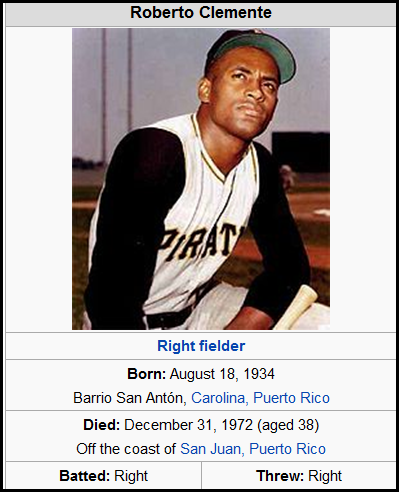 Roberto Clemente
PIRAT
Right fielder
Born: August 18, 1934
Barrio San Antón, Carolina, Puerto Rico
Died: December 31, 1972 (aged 38)
Off the coast of San Juan, Puerto Rico
Batted: Right Threw: Right